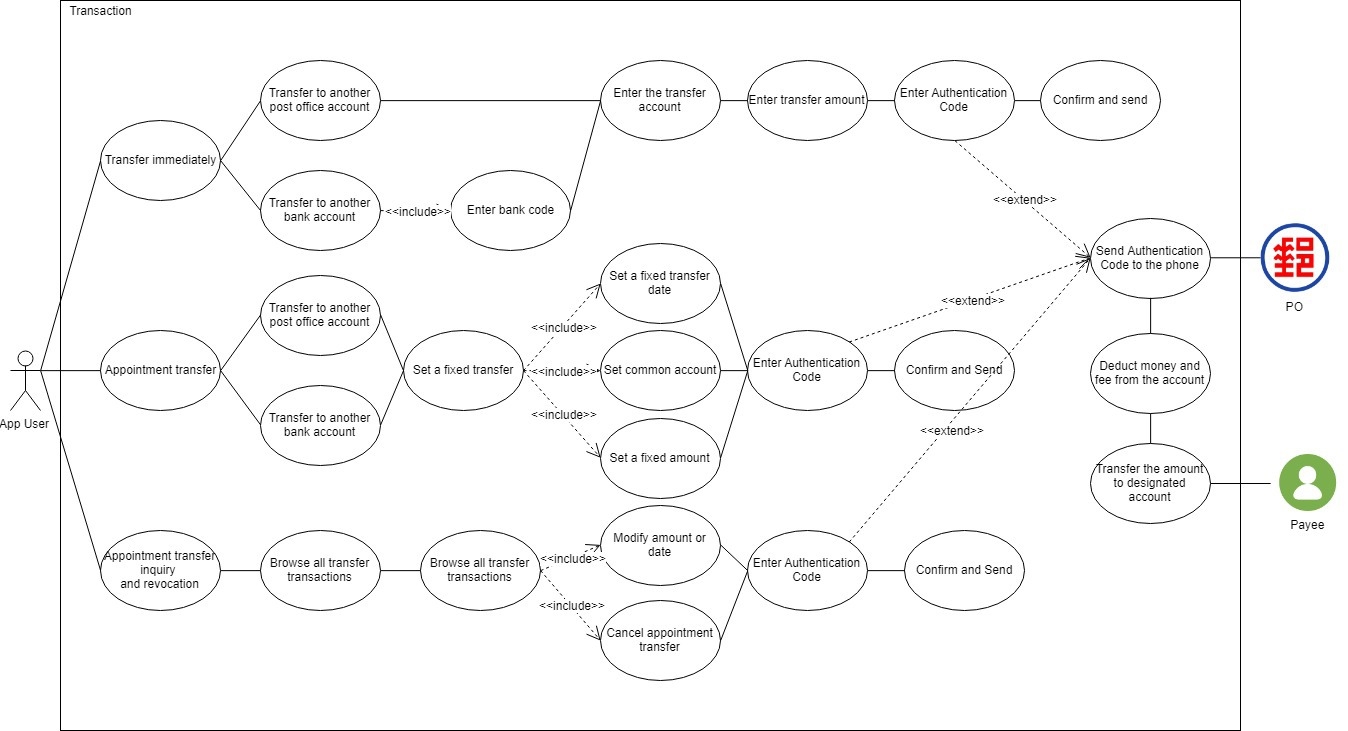 Transaction
Transfer to another
post office account
Enter the transfer
account
Enter transfer amount
Enter Authentication
Code
Confirm and send
Transfer immediately
Transfer to another
bank account
<<include>>
Enter bank code
<<extend>>
Send Authentication
Code to the phone
郵
PO
Set a fixed transfer
date
Transfer to another
post office account
<<include>>
<<extend>>
App User
Appointment transfer
Set a fixed transfer
<<include>>
Set common account
Enter Authentication
Code
Confirm and Send
Deduct money and
fee from the account
Transfer to another
bank account
<<include>>
Set a fixed amount
<<extend>>
Transfer the amount
to designated
account
Payee
Appointment transfer
inquiry
and revocation
Browse all transfer
transactions
Browse all transfer
transactions
<<include>>
Modify amount or
date
Enter Authentication
Code
Confirm and Send
<<include>>
Cancel appointment
transfer